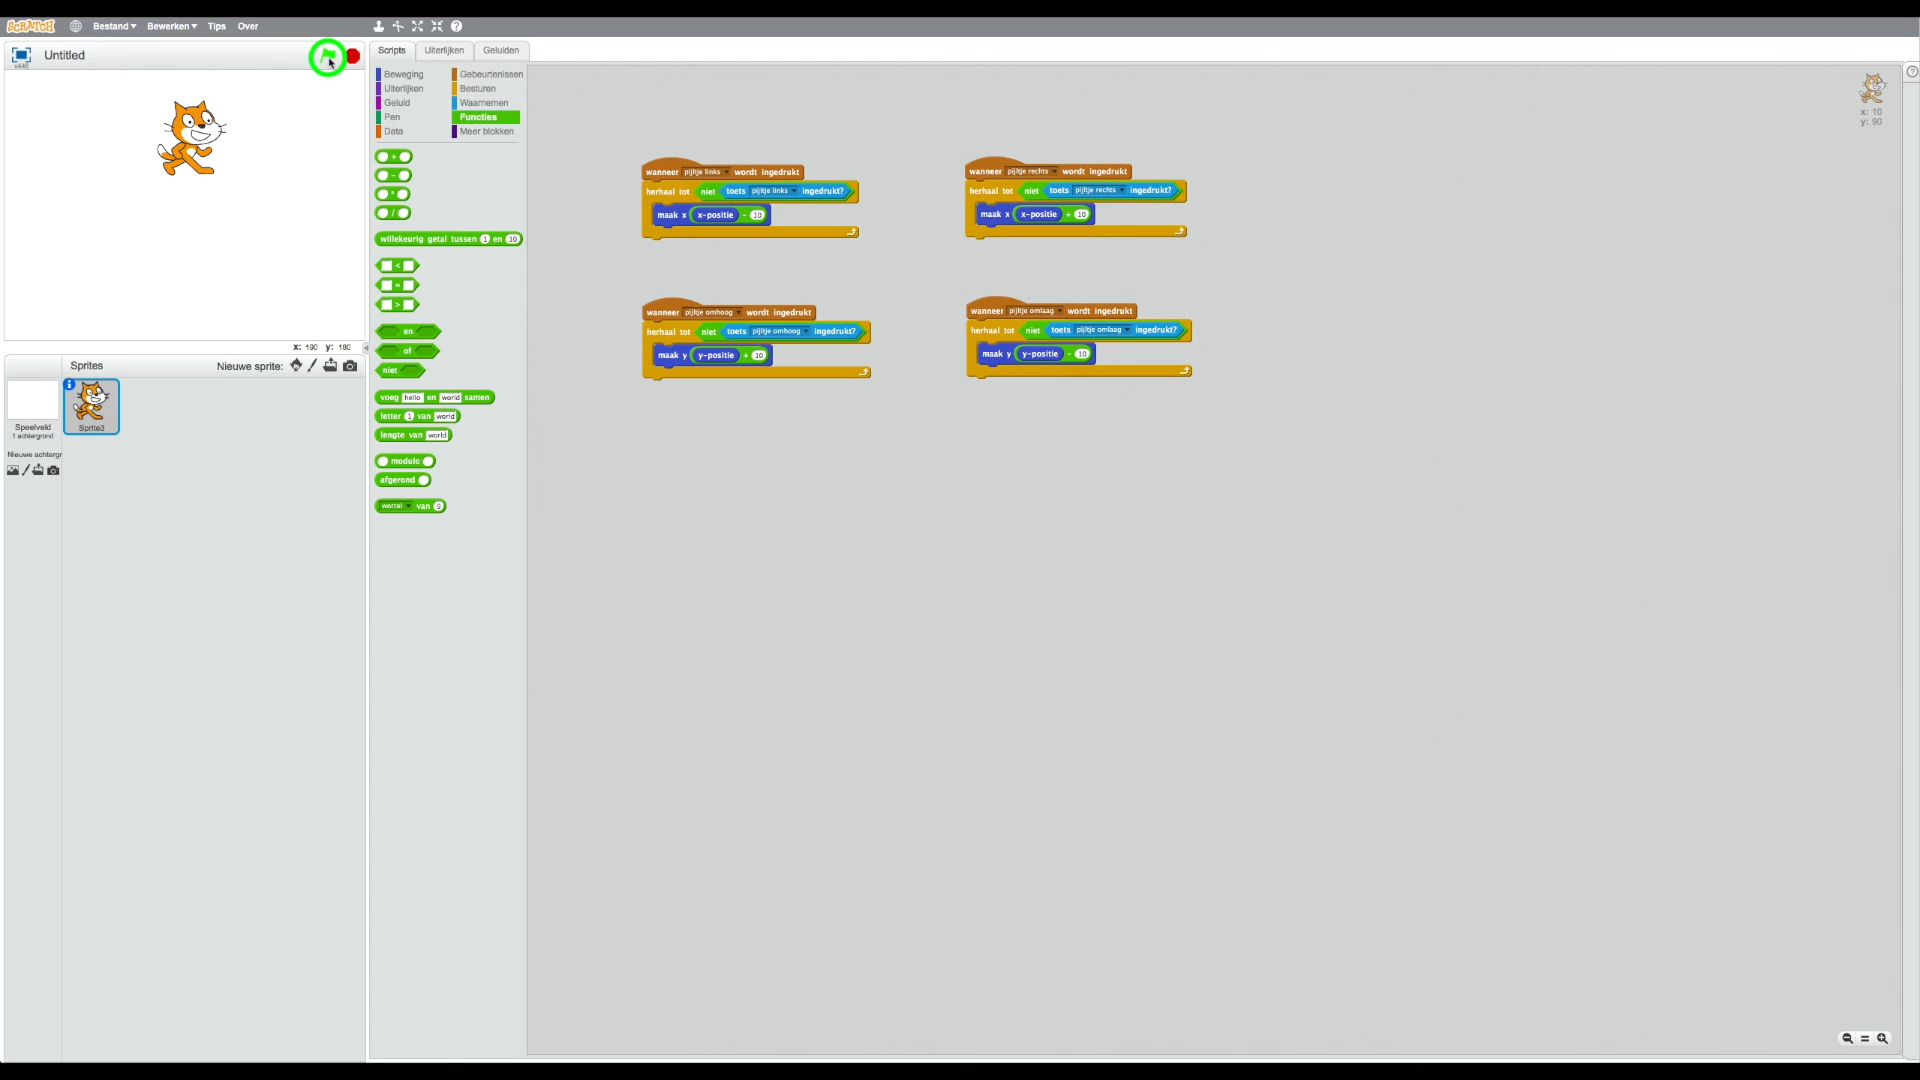 SCRATCH Bestand Bewerken Tips Over
v446 Untitled
Scripts Uiterlijken Geluiden
Beweging Gebeurtenissen
Uiterlijken Besturen
Geluid Waarnemen
Pen Functies
Data Meer blokken
+
-
*
/
willekeurig getal tussen 1 en 10
<
=
>
en
of
niet
voeg hello en world samen
letter 1 van world
lengte van world
modulo
afgerond
wortel van 9
wanneer pijltje links wordt ingedrukt
herhaal tot niet toets pijltje links ingedrukt?
maak x x-positie - 10
wanneer pijltje rechts wordt ingedrukt
herhaal tot niet toets pijltje rechts ingedrukt?
maak x x-positie + 10
wanneer pijltje omhoog wordt ingedrukt
herhaal tot niet toets pijltje omhoog ingedrukt?
maak y y-positie + 10
wanneer pijltje omlaag wordt ingedrukt
herhaal tot niet toets pijltje omlaag ingedrukt?
maak y y-positie - 10
x: 10
y: 90
x: 190 y: 180
Sprites Nieuwe sprite:
Speelveld
1 achtergrond
Sprite3
Nieuwe achtergr